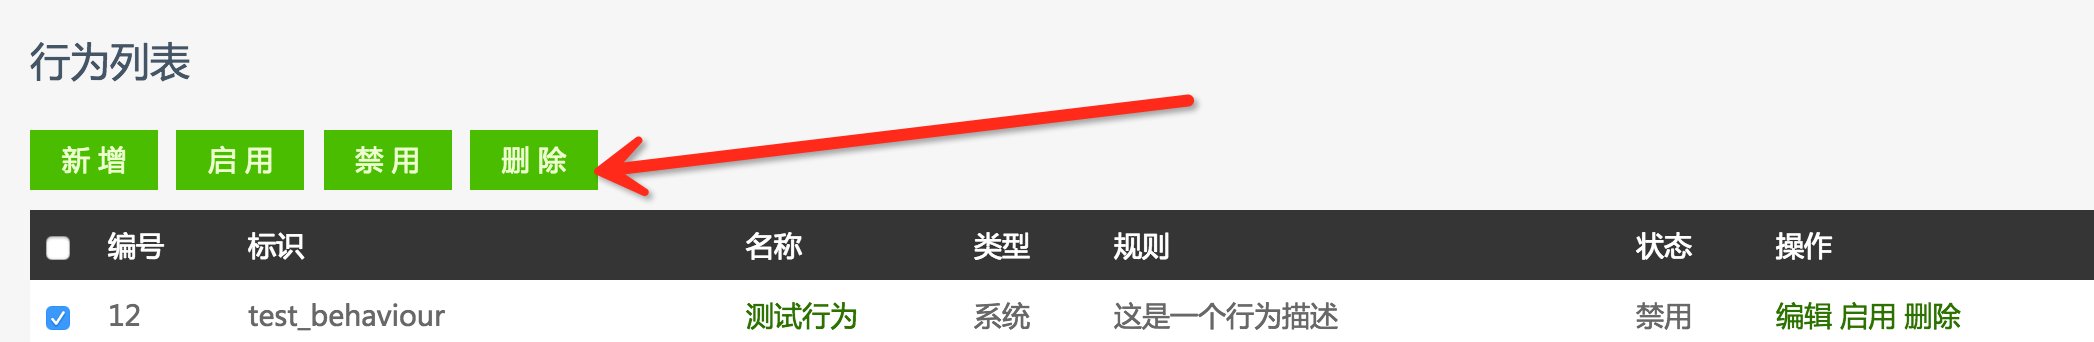 行为列表
新 增 启 用 禁 用 删 除
编号 标识 名称 类型 规则 状态 操作
12 test_behaviour 测试行为 系统 这是一个行为描述 禁用 编辑 启用 删除